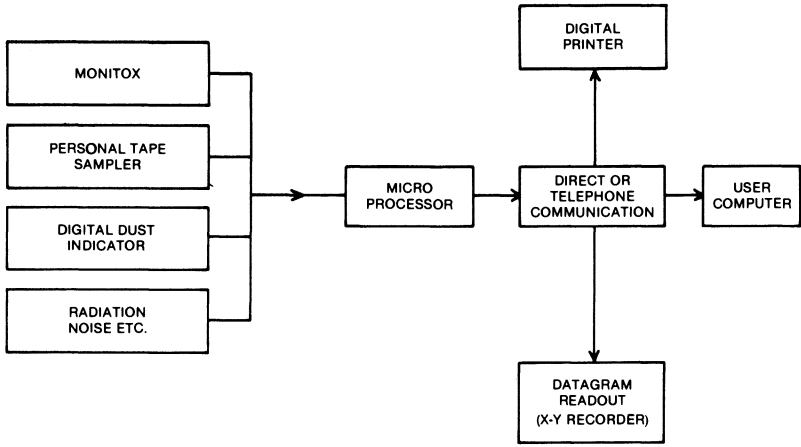 MONITOX
PERSONAL TAPE
SAMPLER
DIGITAL DUST
INDICATOR
RADIATION
NOISE ETC.
MICRO
PROCESSOR
DIGITAL
PRINTER
DIRECT OR
TELEPHONE
COMMUNICATION
USER
COMPUTER
DATAGRAM
READOUT
(X-Y RECORDER)